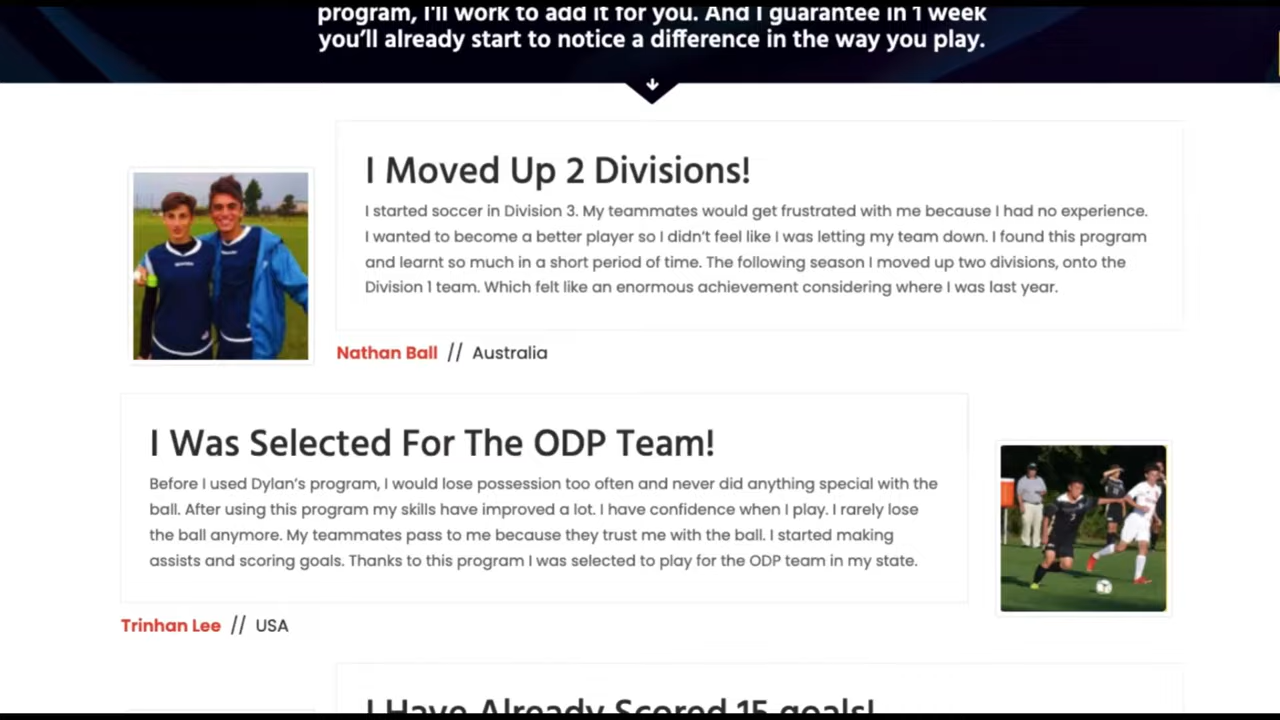 program, I'll work to add it for you. And I guarantee in 1 week
you'll already start to notice a difference in the way you play.
I Moved Up 2 Divisions!
I started soccer in Division 3. My teammates would get frustrated with me because I had no experience.
I wanted to become a better player so I didn't feel like I was letting my team down. I found this program
and learnt so much in a short period of time. The following season I moved up two divisions, onto the
Division 1 team. Which felt like an enormous achievement considering where I was last year.
Nathan Ball // Australia
I Was Selected For The ODP Team!
Before I used Dylan's program, I would lose possession too often and never did anything special with the
ball. After using this program my skills have improved a lot. I have confidence when I play. I rarely lose
the ball anymore. My teammates pass to me because they trust me with the ball. I started making
assists and scoring goals. Thanks to this program I was selected to play for the ODP team in my state.
Trinhan Lee // USA
I Have Already Scored 15 goals!